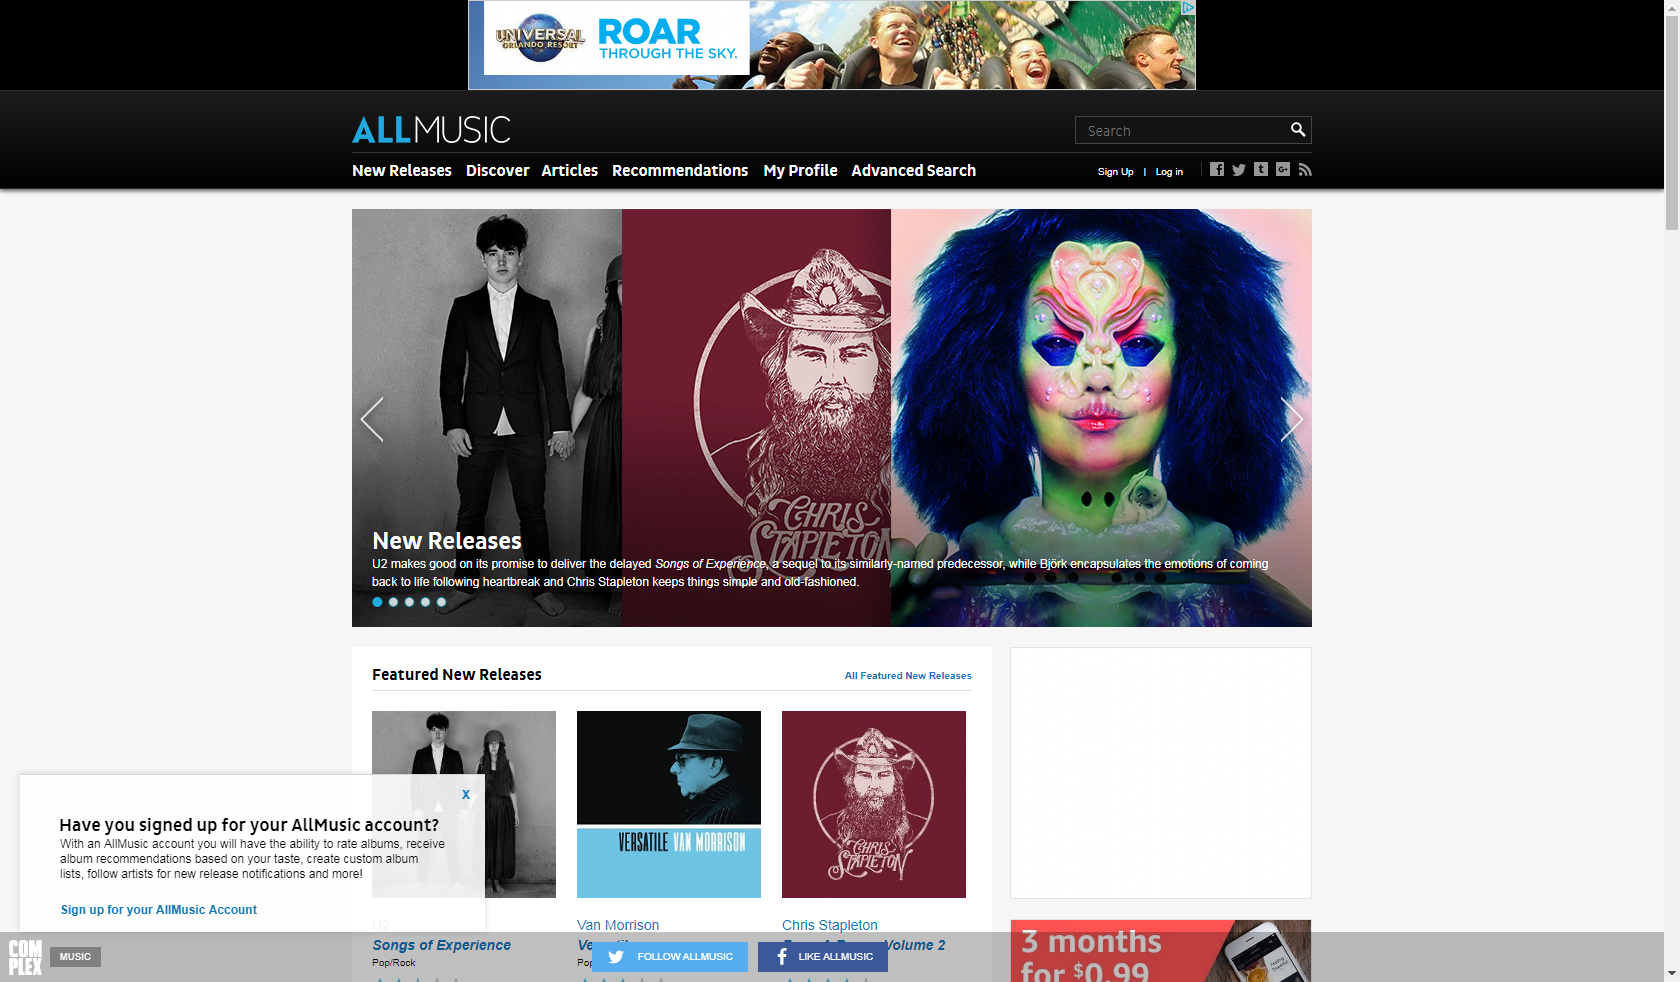 UNIVERSAL
ORLANDO RESORT
ROAR
THROUGH THE SKY.
ALLMUSIC
Search
New Releases Discover Articles Recommendations My Profile Advanced Search
Sign Up | Log in
CHRIS
STAPLETON
New Releases
U2 makes good on its promise to deliver the delayed Songs of Experience, a sequel to its similarly-named predecessor, while Björk encapsulates the emotions of coming
back to life following heartbreak and Chris Stapleton keeps things simple and old-fashioned.
Featured New Releases
All Featured New Releases
VERSATILE VAN MORRISON
CHRIS
STAPLETON
X
Have you signed up for your AllMusic account?
With an AllMusic account you will have the ability to rate albums, receive
album recommendations based on your taste, create custom album
lists, follow artists for new release notifications and more!
Sign up for your AllMusic Account
U2
Songs of Experience
Pop/Rock
Van Morrison
Chris Stapleton
Volume 2
3 months
for $0.99
COM
PLEX
MUSIC
FOLLOW ALLMUSIC
LIKE ALLMUSIC